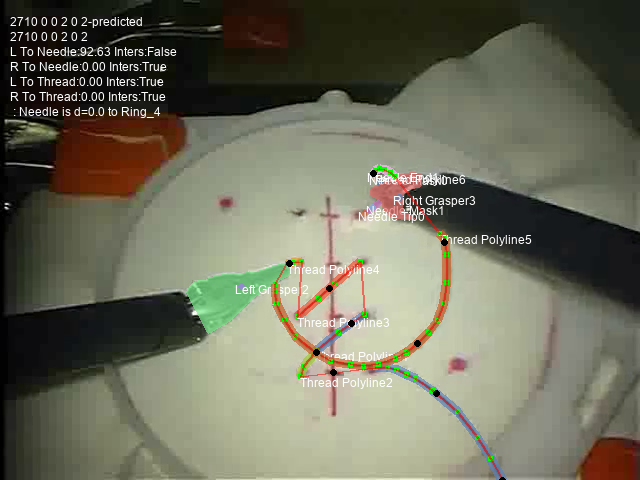 2710 0 0 2 0 2-predicted
2710 0 0 2 0 2
L To Needle:92.63 Inters:False
R To Needle:0.00 Inters:True
L To Thread:0.00 Inters:True
R To Thread:0.00 Inters:True
: Needle is d=0.0 to Ring_4
Right Grasper3
Needle Mask1
Needle Tip0
Thread Polyline5
Thread Polyline4
Left Grasper2
Thread Polyline3
Thread Polyline2